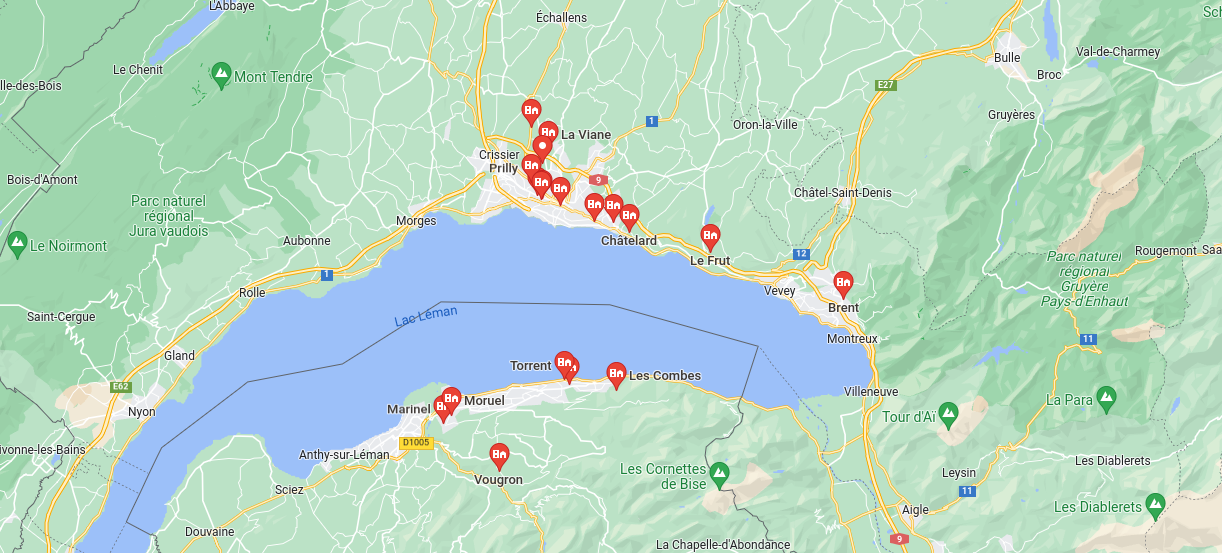 L'Abbaye
Échallens
Sch
Val-de-Charmey
Le Chenit
Mont Tendre
Bulle
Broc
lle-des-Bois
E27
Gruyères
1
Oron-la-Ville
La Viane
Crissier
Prilly
9
Bois-d'Amont
Châtel-Saint-Denis
Parc naturel
régional
Jura vaudois
Morges
Le Noirmont
Aubonne
Châtelard
Le Frut
12
Rougemont
Saa
Parc naturel
régional
Gruyère
Pays-d'Enhaut
1
Rolle
Vevey
Brent
Saint-Cergue
Lac Léman
Montreux
11
Gland
Torrent
Les Combes
E62
Villeneuve
Nyon
Marinel
Moruel
La Para
Tour d'Aï
D1005
ivonne-les-Bains
Anthy-sur-Léman
Les Cornettes
de Bise
Les Diablerets
Leysin
Vougron
Sciez
11
Les Diablerets
Aigle
Douvaine
9
La Chapelle-d'Abondance